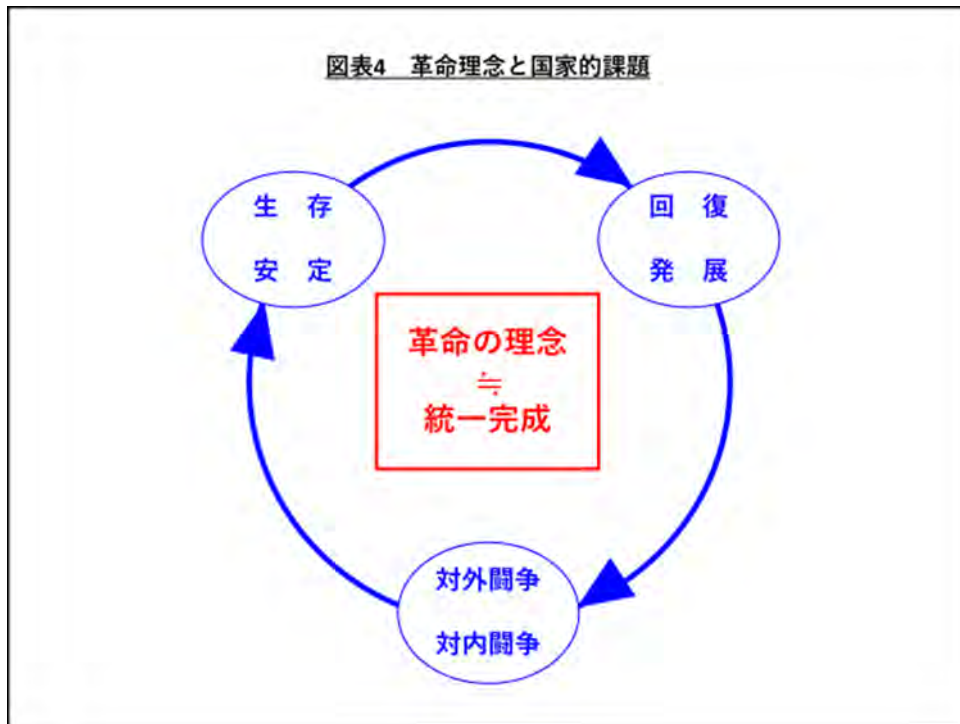 図表4　革命理念と国家的課題
生　存
安　定
回　復
発　展
革命の理念
≒
統一完成
対外闘争
対内闘争